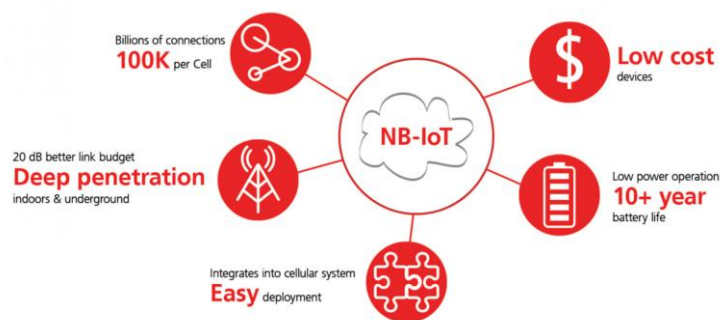 Billions of connections
100K per Cell
Low cost
devices
NB-IoT
20 dB better link budget
Deep penetration
indoors & underground
Low power operation
10+ year
battery life
Integrates into cellular system
Easy deployment